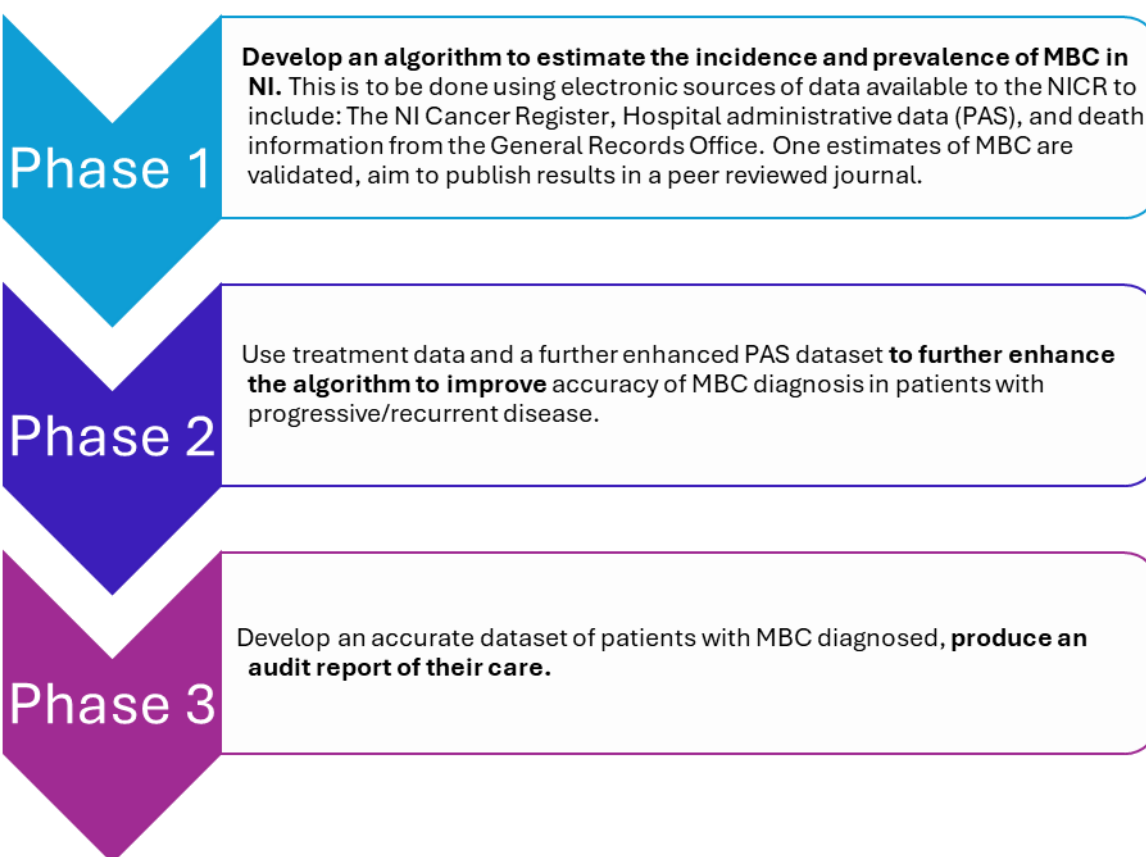 Phase 1
Develop an algorithm to estimate the incidence and prevalence of MBC in
NI. This is to be done using electronic sources of data available to the NICR to
include: The NI Cancer Register, Hospital administrative data (PAS), and death
information from the General Records Office. One estimates of MBC are
validated, aim to publish results in a peer reviewed journal.
Phase 2
Use treatment data and a further enhanced PAS dataset to further enhance
the algorithm to improve accuracy of MBC diagnosis in patients with
progressive/recurrent disease.
Phase 3
Develop an accurate dataset of patients with MBC diagnosed, produce an
audit report of their care.